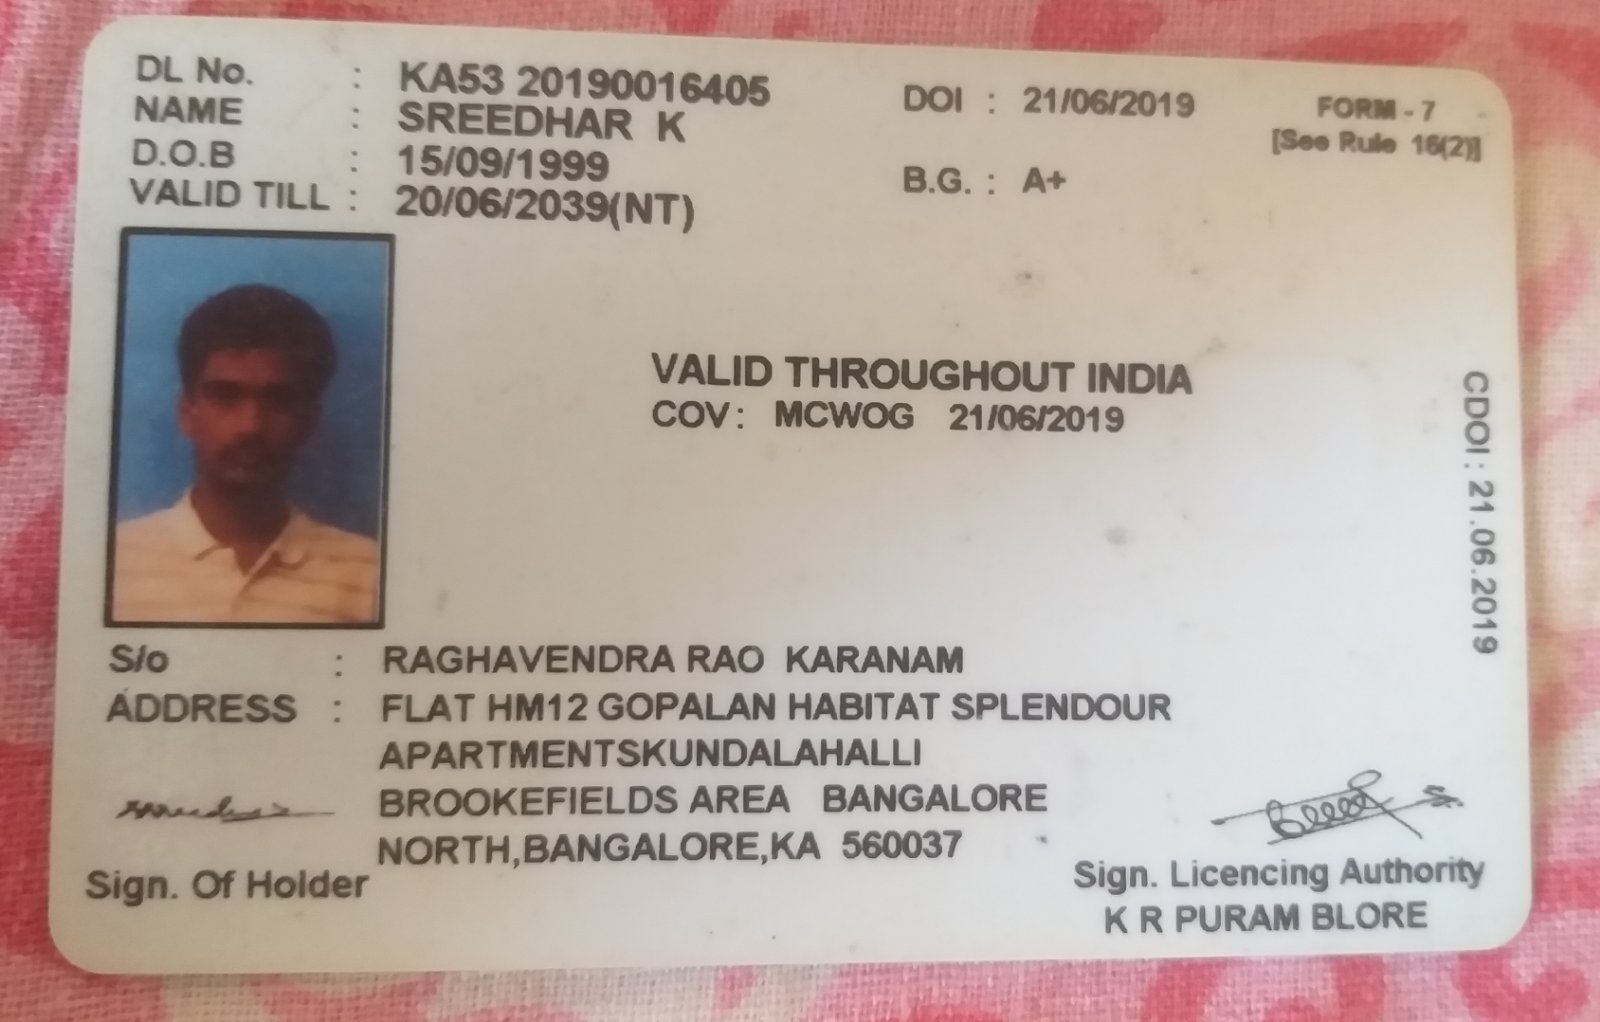 DL No. : KA53 20190016405 DOI : 21/06/2019 FORM - 7
NAME : SREEDHAR K [See Rule 16(2)]
D.O.B : 15/09/1999 B.G. : A+
VALID TILL : 20/06/2039(NT)
VALID THROUGHOUT INDIA
COV : MCWOG 21/06/2019
CDOI : 21.06.2019
S/o : RAGHAVENDRA RAO KARANAM
ADDRESS : FLAT HM12 GOPALAN HABITAT SPLENDOUR
APARTMENTSKUNDALAHALLI
BROOKEFIELDS AREA BANGALORE
NORTH,BANGALORE,KA 560037
Sign. Of Holder
Sign. Licencing Authority
K R PURAM BLORE